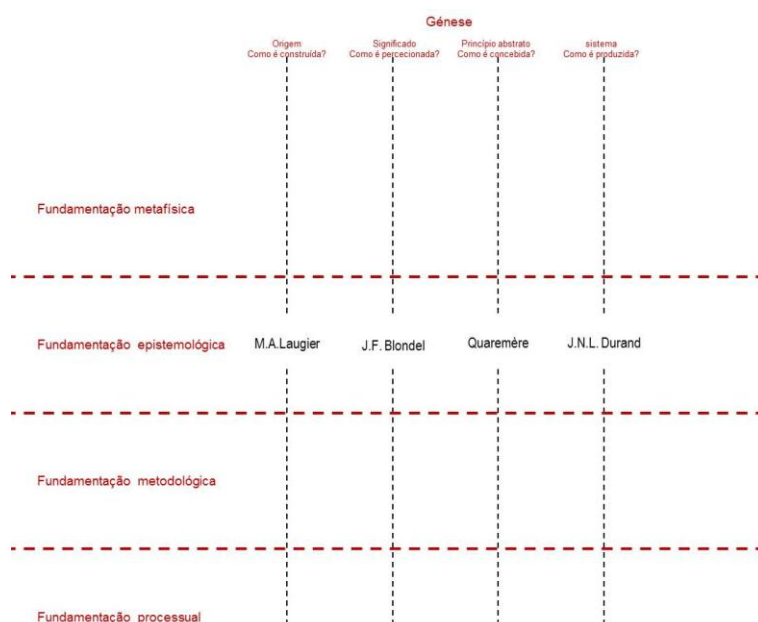 Génese
Origem Significado Princípio abstrato sistema
Como é construída? Como é percecionada? Como é concebida? Como é produzida?
Fundamentação metafísica
Fundamentação epistemológica M.A.Laugier J.F. Blondel Quaremère J.N.L. Durand
Fundamentação metodológica
Fundamentação processual